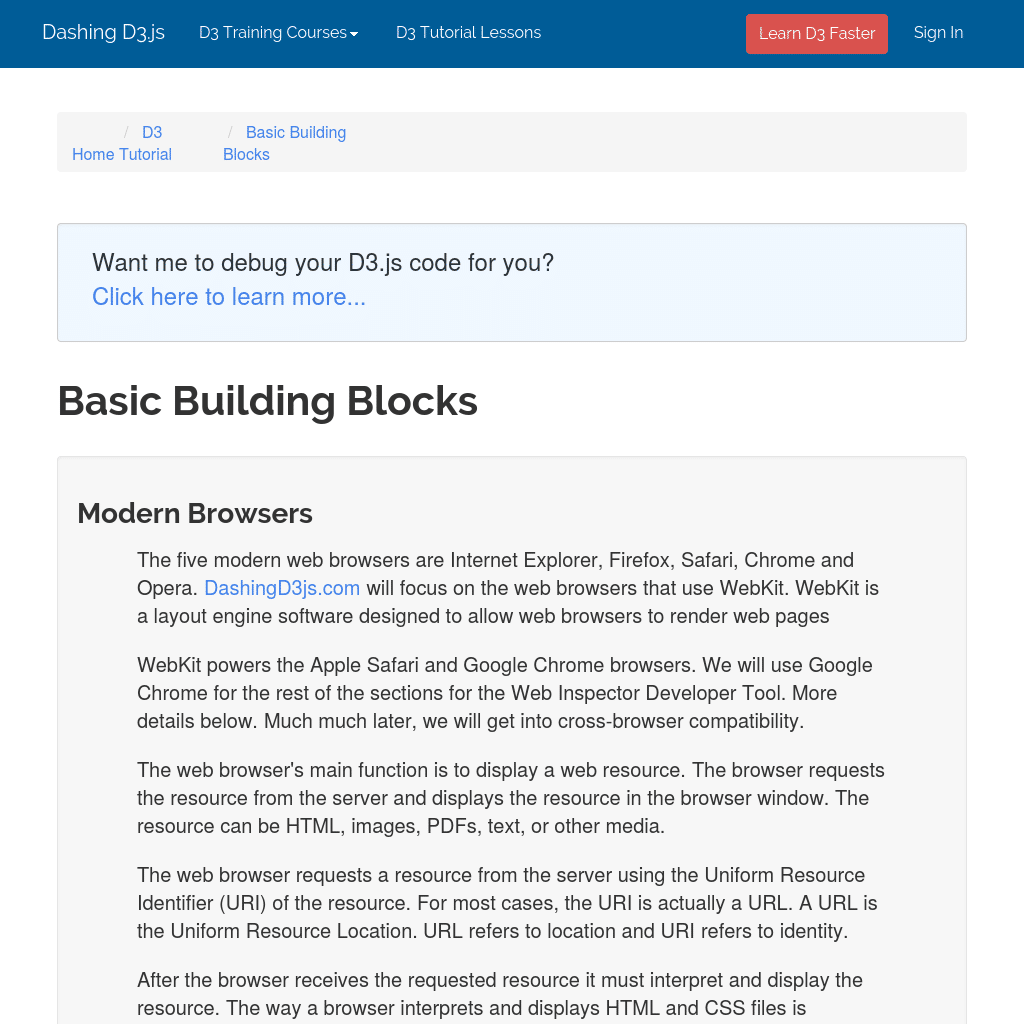 Dashing D3.js D3 Training Courses D3 Tutorial Lessons Learn D3 Faster Sign In
/ D3 / Basic Building
Home Tutorial Blocks
Want me to debug your D3.js code for you?
Click here to learn more...
Basic Building Blocks
Modern Browsers
The five modern web browsers are Internet Explorer, Firefox, Safari, Chrome and
Opera. DashingD3js.com will focus on the web browsers that use WebKit. WebKit is
a layout engine software designed to allow web browsers to render web pages
WebKit powers the Apple Safari and Google Chrome browsers. We will use Google
Chrome for the rest of the sections for the Web Inspector Developer Tool. More
details below. Much much later, we will get into cross-browser compatibility.
The web browser's main function is to display a web resource. The browser requests
the resource from the server and displays the resource in the browser window. The
resource can be HTML, images, PDFs, text, or other media.
The web browser requests a resource from the server using the Uniform Resource
Identifier (URI) of the resource. For most cases, the URI is actually a URL. A URL is
the Uniform Resource Location. URL refers to location and URI refers to identity.
After the browser receives the requested resource it must interpret and display the
resource. The way a browser interprets and displays HTML and CSS files is